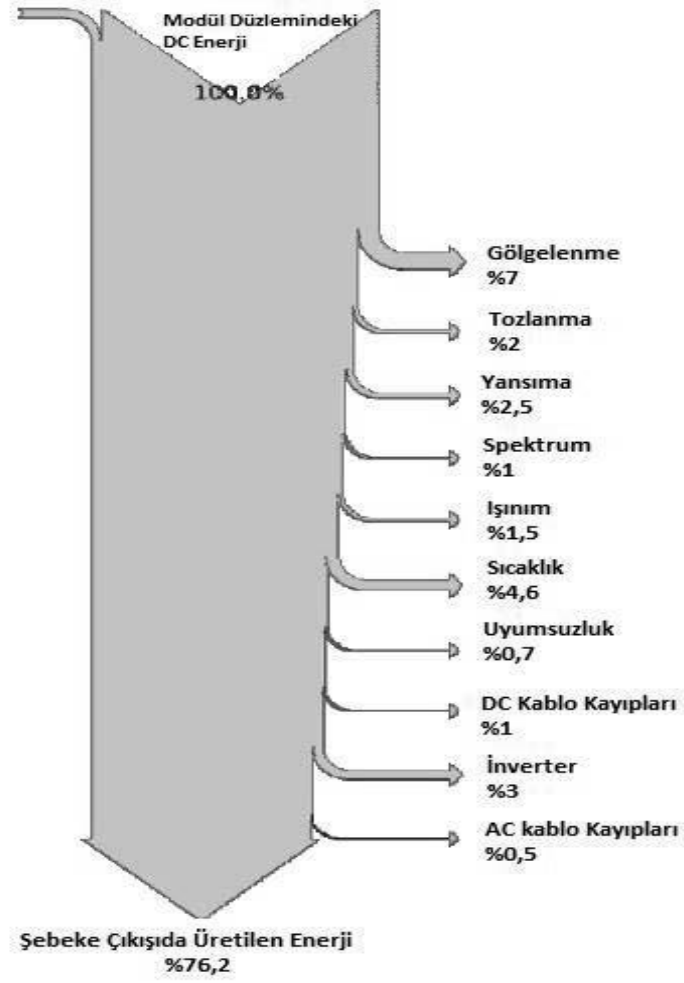 Modül Düzlemindeki
DC Enerji
100,0%
Gölgelenme
%7
Tozlanma
%2
Yansıma
%2,5
Spektrum
%1
Işınım
%1,5
Sıcaklık
%4,6
Uyumsuzluk
%0,7
DC Kablo Kayıpları
%1
İnverter
%3
AC kablo Kayıpları
%0,5
Şebeke Çıkışıda Üretilen Enerji
%76,2